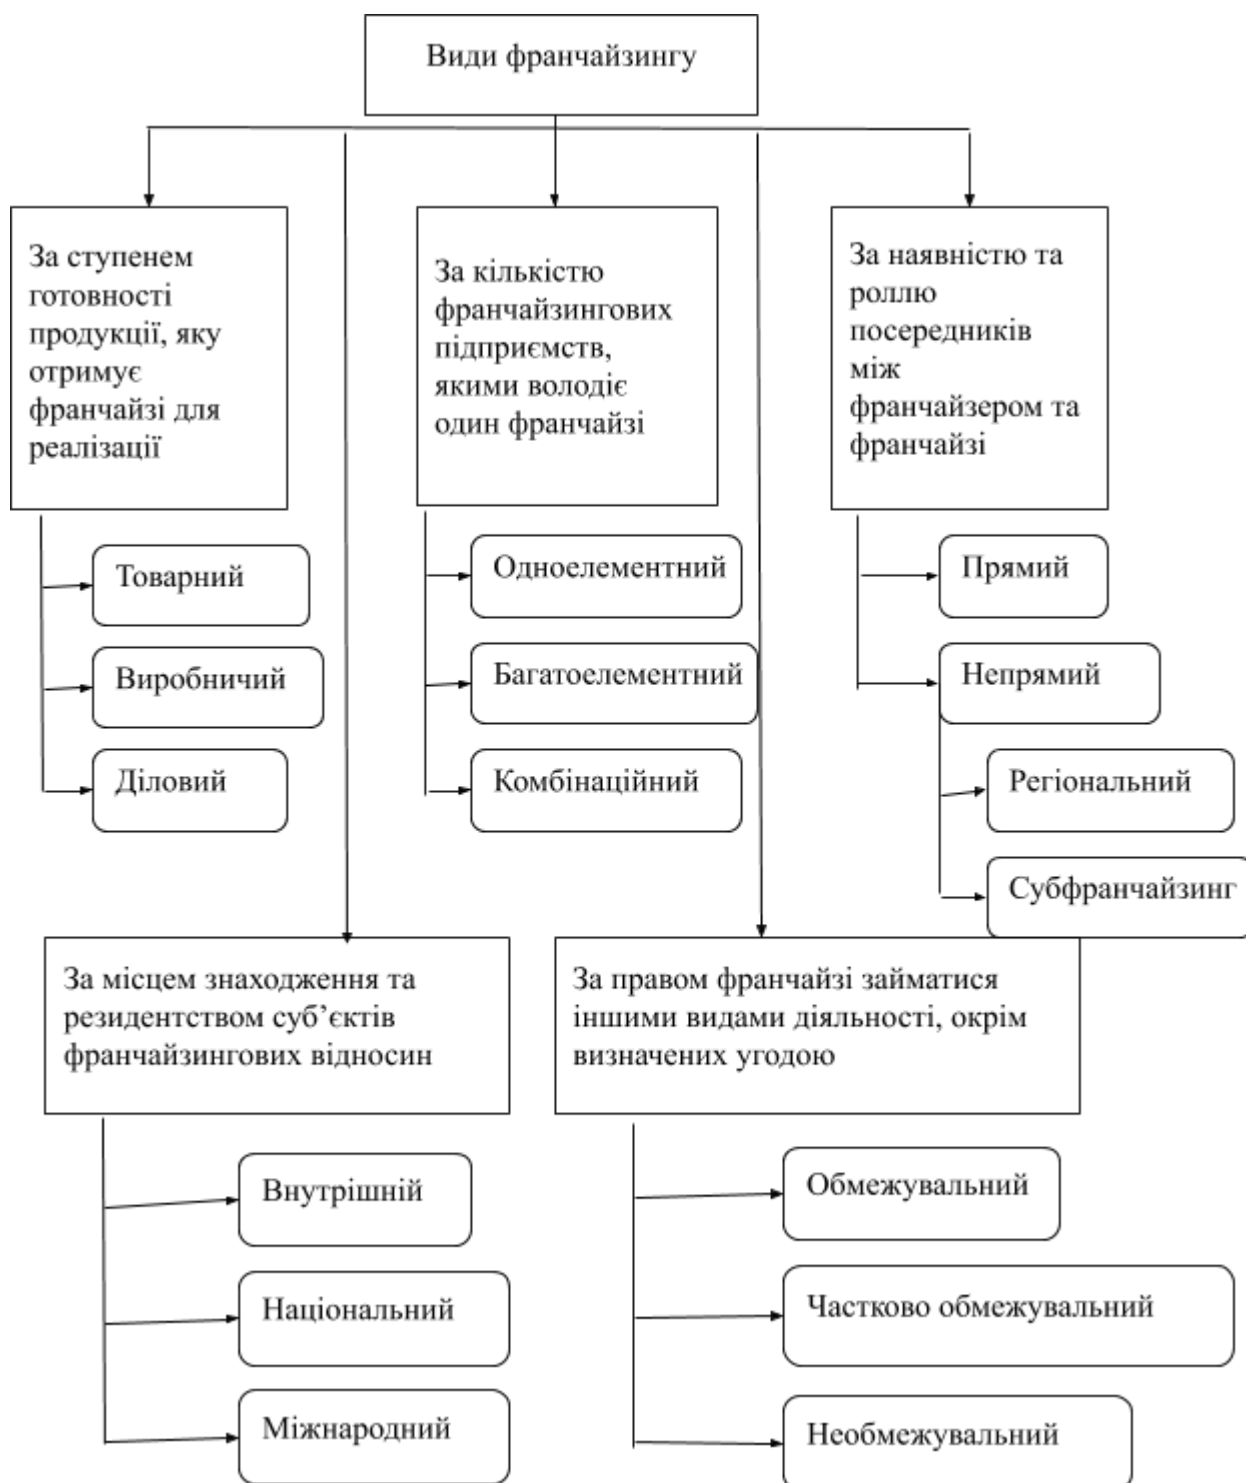 Види франчайзингу
За ступенем
готовності
продукції, яку
отримує
франчайзі для
реалізації
Товарний
Виробничий
Діловий
За кількістю
франчайзингових
підприємств,
якими володіє
один франчайзі
Одноелементний
Багатоелементний
Комбінаційний
За наявністю та
роллю
посередників
між
франчайзером та
франчайзі
Прямий
Непрямий
Регіональний
Субфранчайзинг
За місцем знаходження та
резидентством суб’єктів
франчайзингових відносин
Внутрішній
Національний
Міжнародний
За правом франчайзі займатися
іншими видами діяльності, окрім
визначених угодою
Обмежувальний
Частково обмежувальний
Необмежувальний